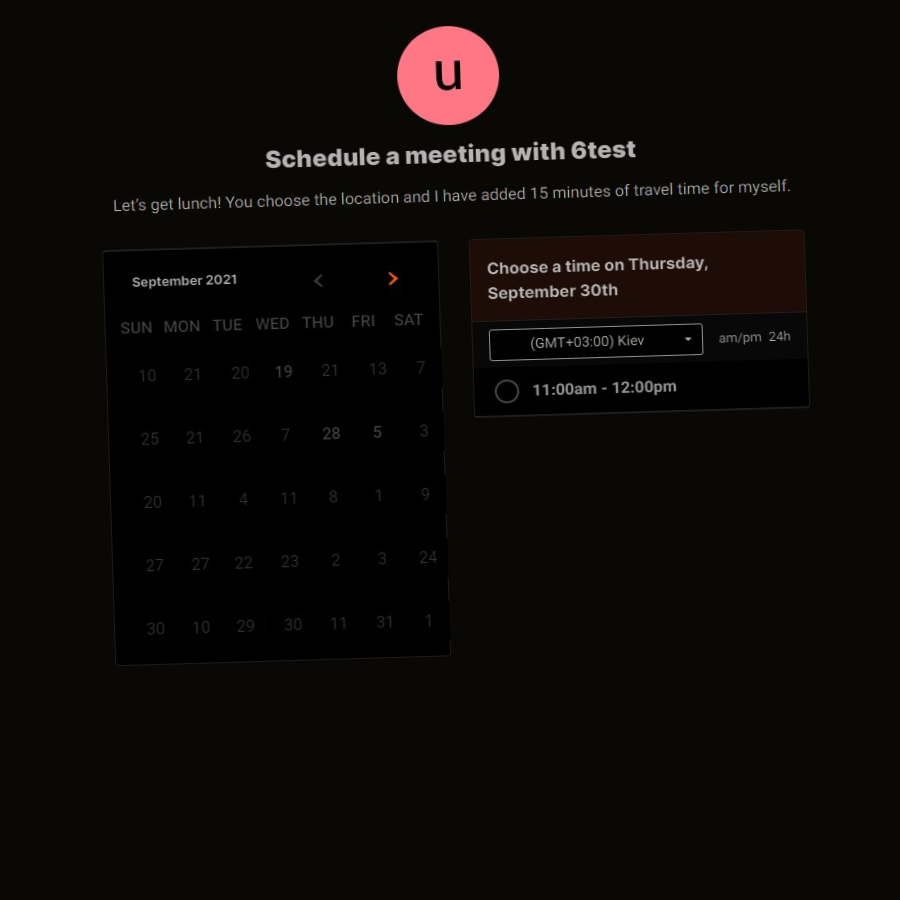 u
Schedule a meeting with 6test
Let's get lunch! You choose the location and I have added 15 minutes of travel time for myself.
September 2021
SUN MON TUE WED THU FRI SAT
10 21 20 19 21 13 7
25 21 26 7 28 5 3
20 11 4 11 8 1 9
27 27 22 23 2 3 24
30 10 29 30 11 31 1
Choose a time on Thursday,
September 30th
(GMT+03:00) Kiev am/pm 24h
11:00am - 12:00pm